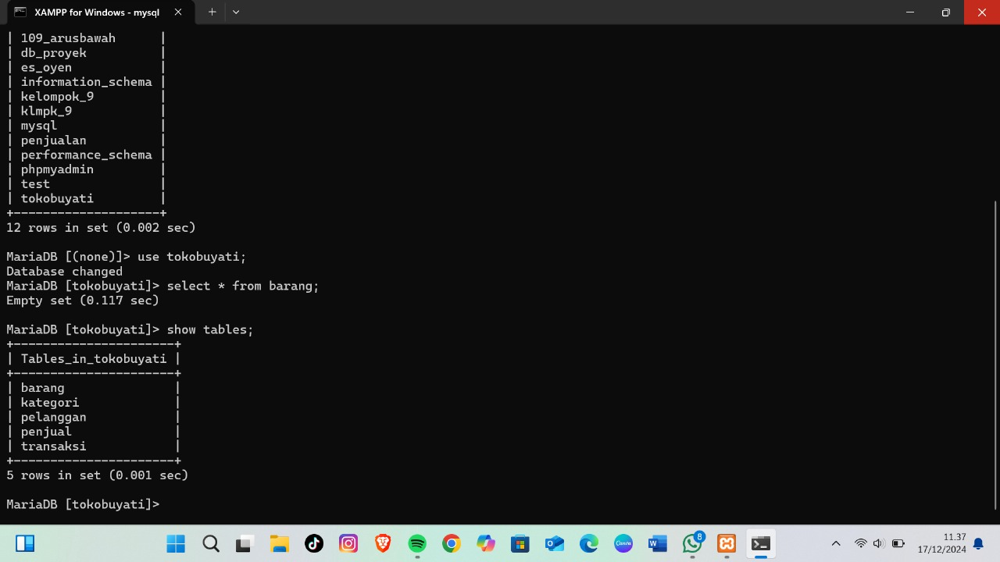 XAMPP for Windows - mysql
| 109_arusbawah      |
| db_proyek          |
| es_oyen            |
| information_schema |
| kelompok_9         |
| klmpk_9            |
| mysql              |
| penjualan          |
| performance_schema |
| phpmyadmin         |
| test               |
| tokobuyati         |
+--------------------+
12 rows in set (0.002 sec)
MariaDB [(none)]> use tokobuyati;
Database changed
MariaDB [tokobuyati]> select * from barang;
Empty set (0.117 sec)
MariaDB [tokobuyati]> show tables;
+----------------------+
| Tables_in_tokobuyati |
+----------------------+
| barang               |
| kategori             |
| pelanggan            |
| penjual              |
| transaksi            |
+----------------------+
5 rows in set (0.001 sec)
MariaDB [tokobuyati]>
8
Canva
W
11.37
17/12/2024